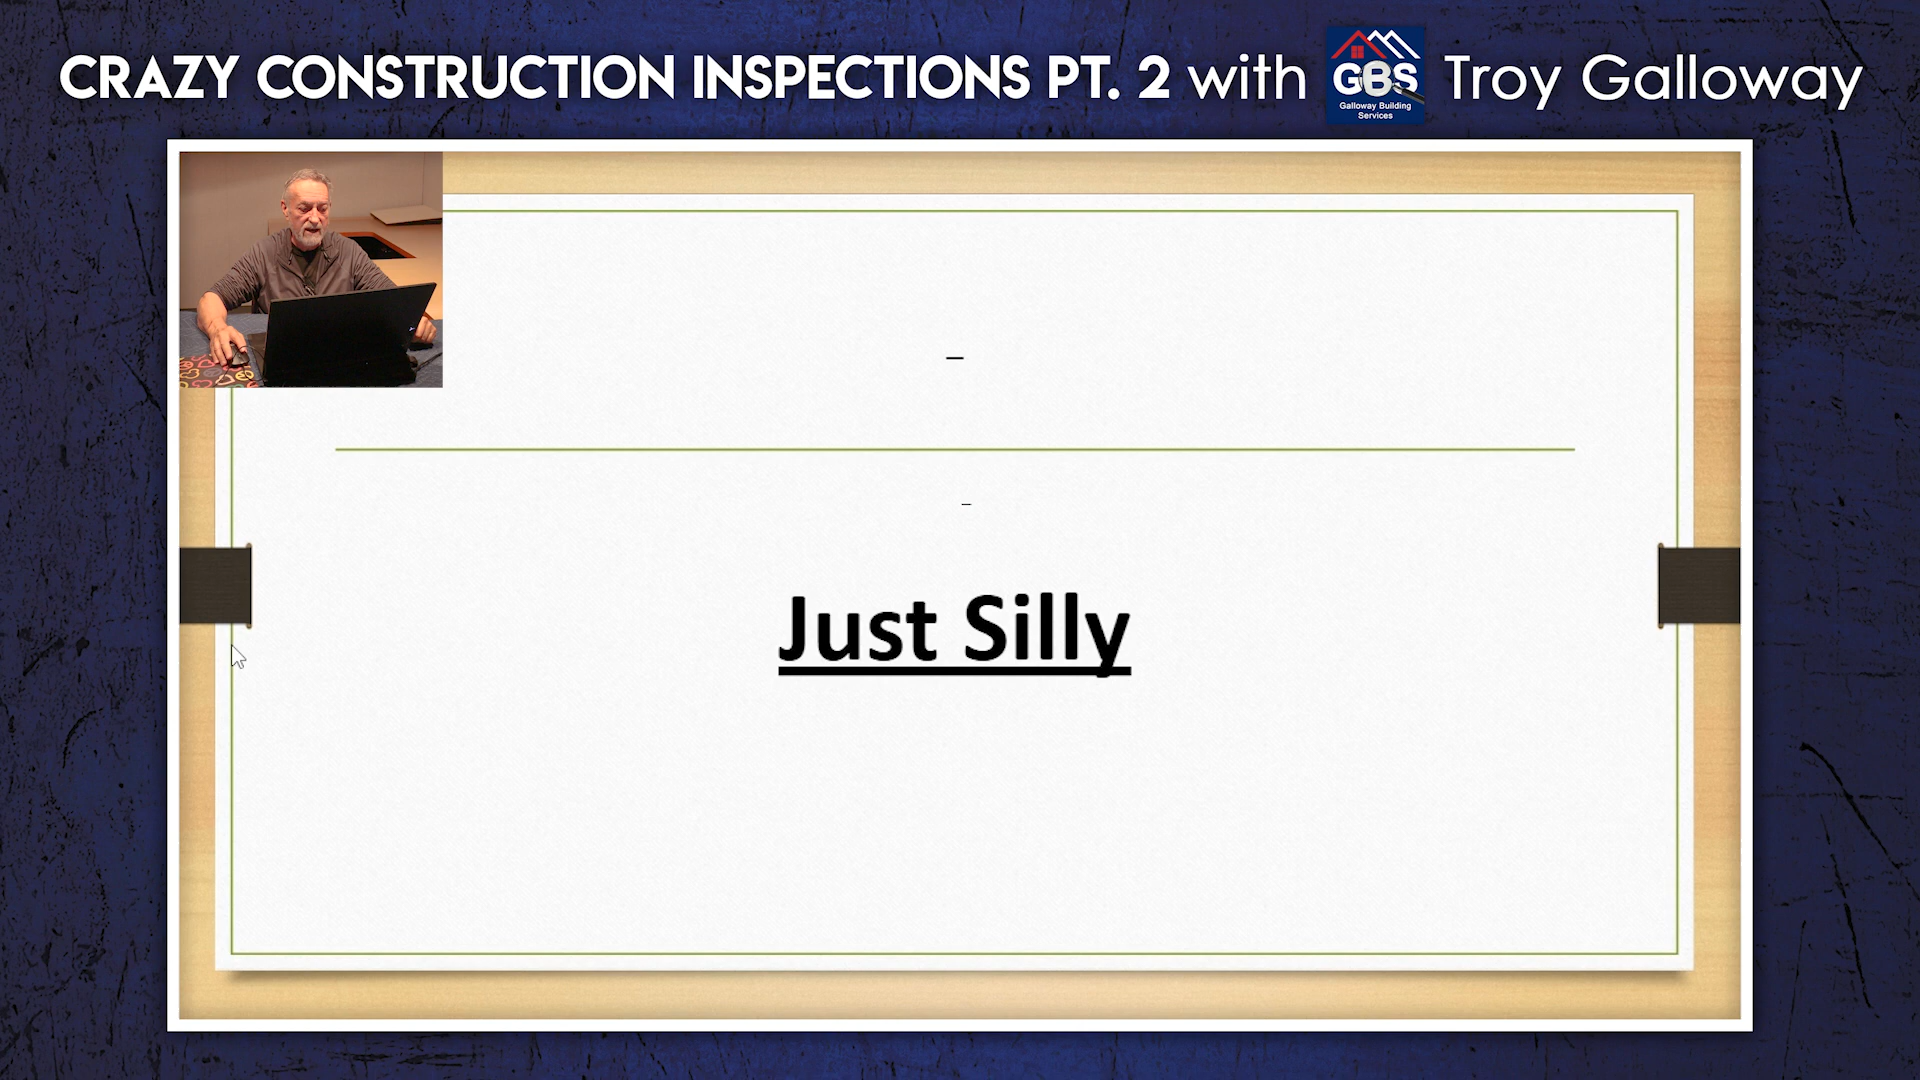 CRAZY CONSTRUCTION INSPECTIONS PT. 2 with GBS Troy Galloway
Galloway Building
Services
–
–
Just Silly